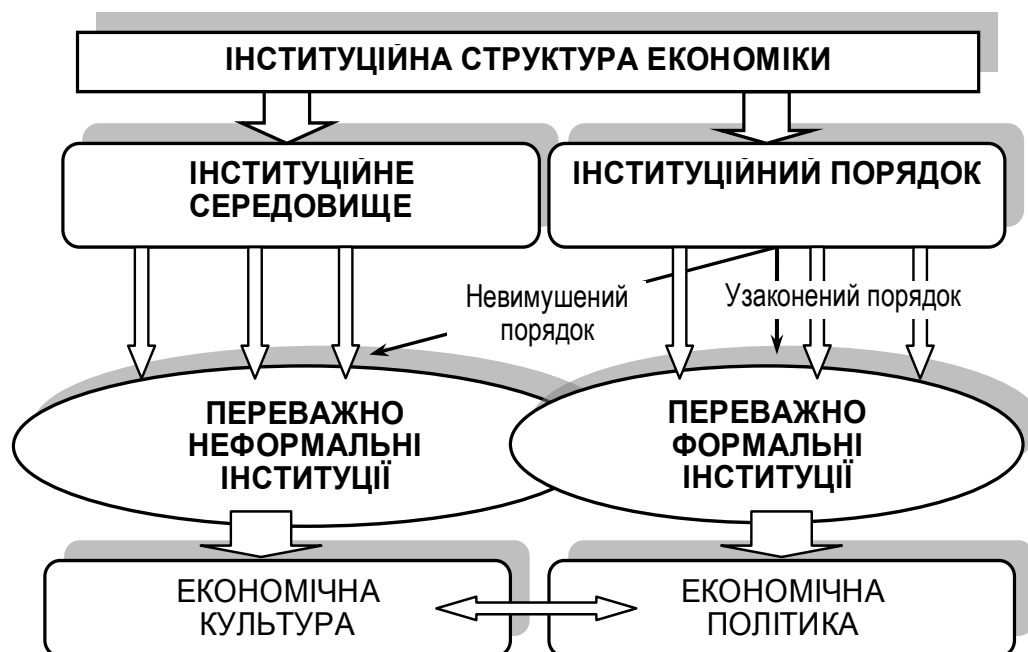 ІНСТИТУЦІЙНА СТРУКТУРА ЕКОНОМІКИ
ІНСТИТУЦІЙНЕ
СЕРЕДОВИЩЕ
ІНСТИТУЦІЙНИЙ ПОРЯДОК
Невимушений
порядок
Узаконений порядок
ПЕРЕВАЖНО
НЕФОРМАЛЬНІ
ІНСТИТУЦІЇ
ПЕРЕВАЖНО
ФОРМАЛЬНІ
ІНСТИТУЦІЇ
ЕКОНОМІЧНА
КУЛЬТУРА
ЕКОНОМІЧНА
ПОЛІТИКА